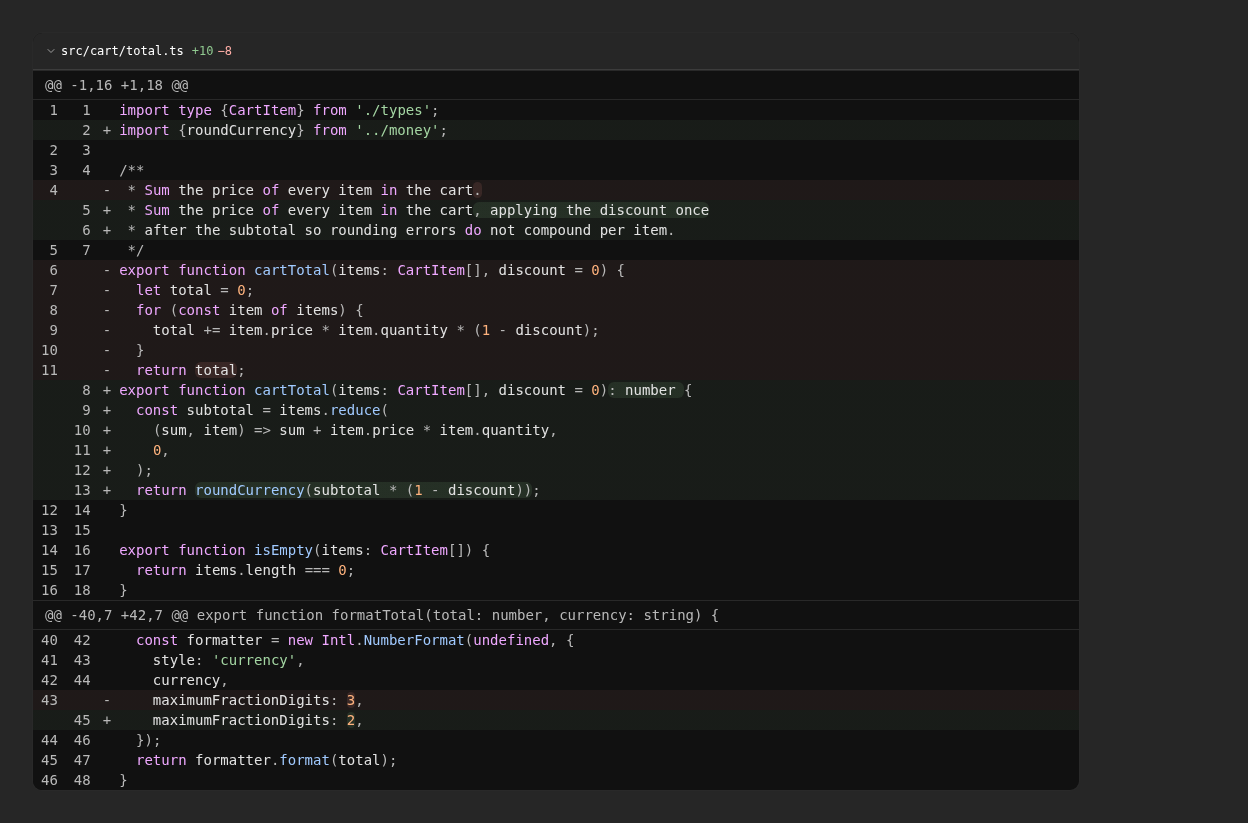 src/cart/total.ts +10 −8
@@ -1,16 +1,18 @@
1 1 import type {CartItem} from './types';
2 + import {roundCurrency} from '../money';
2 3
3 4 /**
4 - * Sum the price of every item in the cart.
5 + * Sum the price of every item in the cart, applying the discount once
6 + * after the subtotal so rounding errors do not compound per item.
5 7 */
6 - export function cartTotal(items: CartItem[], discount = 0) {
7 - let total = 0;
8 - for (const item of items) {
9 - total += item.price * item.quantity * (1 - discount);
10 - }
11 - return total;
8 + export function cartTotal(items: CartItem[], discount = 0): number {
9 + const subtotal = items.reduce(
10 + (sum, item) => sum + item.price * item.quantity,
11 + 0,
12 + );
13 + return roundCurrency(subtotal * (1 - discount));
12 14 }
13 15
14 16 export function isEmpty(items: CartItem[]) {
15 17 return items.length === 0;
16 18 }
@@ -40,7 +42,7 @@ export function formatTotal(total: number, currency: string) {
40 42 const formatter = new Intl.NumberFormat(undefined, {
41 43 style: 'currency',
42 44 currency,
43 - maximumFractionDigits: 3,
45 + maximumFractionDigits: 2,
44 46 });
45 47 return formatter.format(total);
46 48 }